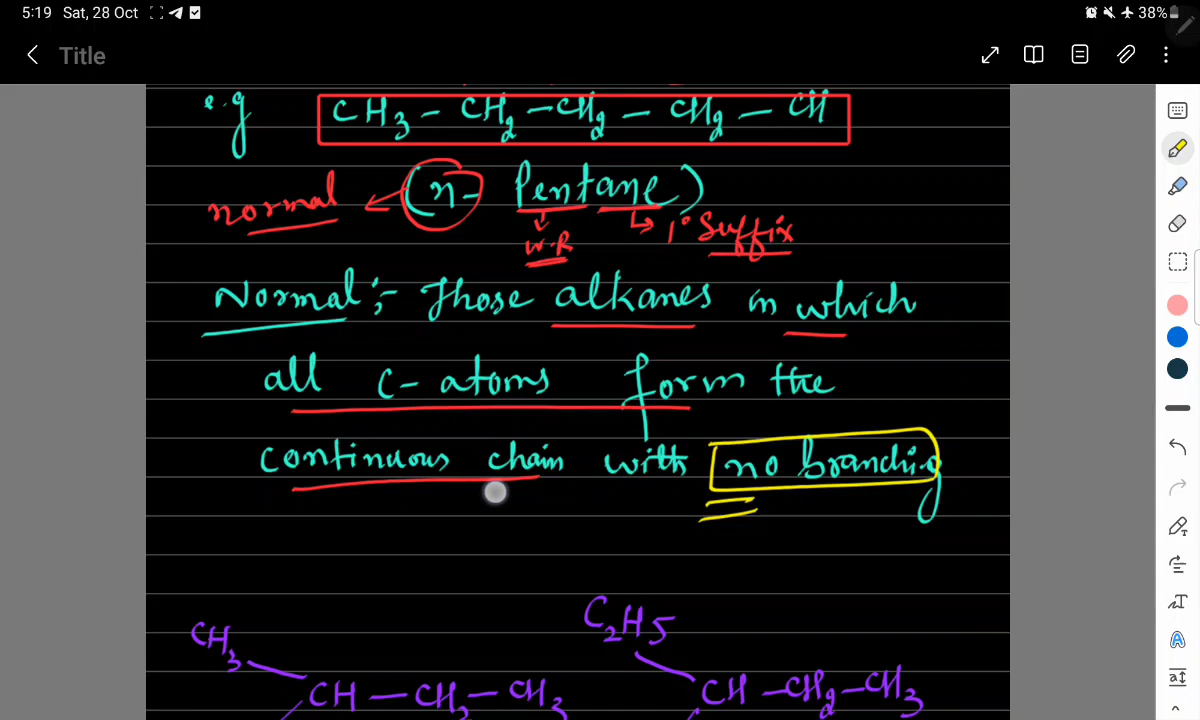 5:19 Sat, 28 Oct 38%
Title
e.g CH3 - CH2 - CH2 - CH2 - CH
normal ← (n- Pentane)
W.R 1° Suffix
Normal :- Those alkanes in which
all C- atoms form the
continuous chain with no branchig
CH3 C2H5
CH - CH2 - CH3 CH - CH2 - CH3